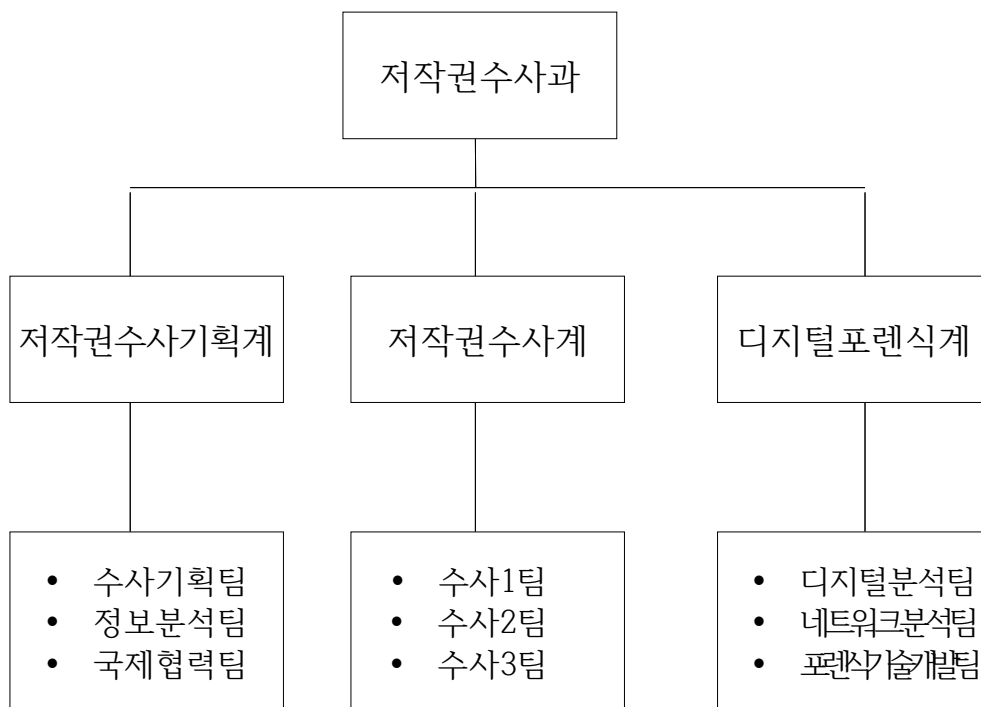 저작권수사과
저작권수사기획계
저작권수사계
디지털포렌식계
• 수사기획팀
• 정보분석팀
• 국제협력팀
• 수사1팀
• 수사2팀
• 수사3팀
• 디지털분석팀
• 네트워크분석팀
• 포렌식기술개발팀